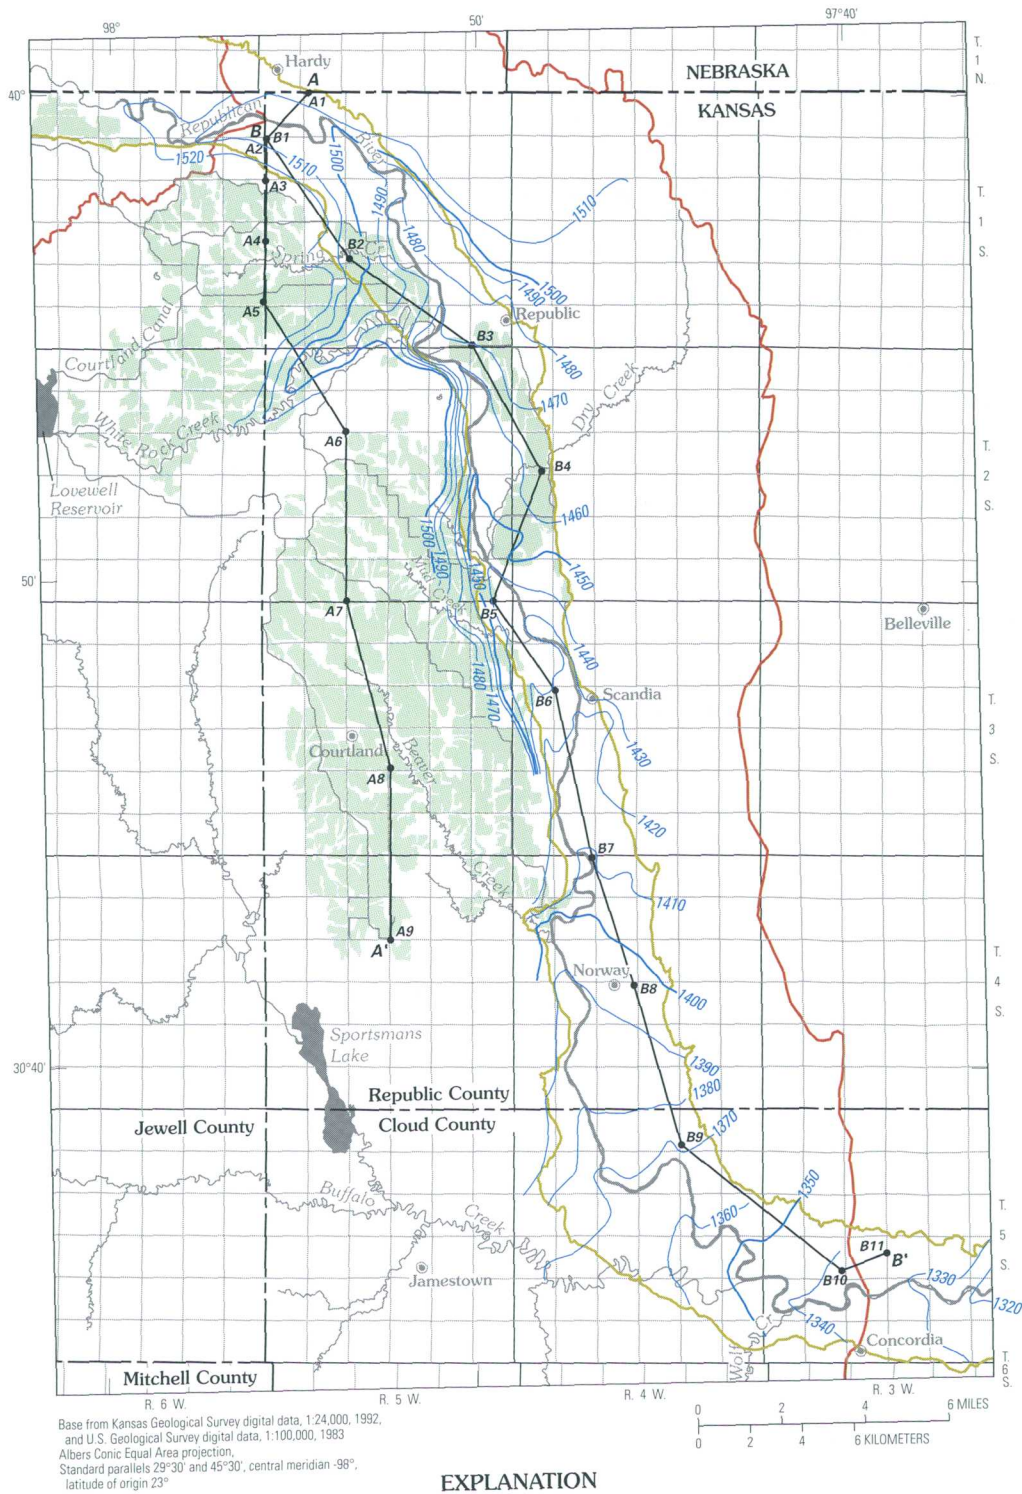 98°
50'
97°40'
T.
1
N.
Hardy
A
A1
NEBRASKA
KANSAS
40°
Republican
River
B
B1
A2
1520
1510
1500
1490
1480
A3
1510
T.
1
S.
A4
Spring Cr.
B2
A5
1500
1490
Republic
B3
Courtland Canal
1480
1470
Dry Creek
White Rock Creek
A6
B4
T.
2
S.
Lovewell
Reservoir
1460
1500
1490
1450
1450
Mud Creek
50'
A7
B5
Belleville
1440
1480
1470
B6
Scandia
T.
3
S.
1430
Courtland
Beaver
Creek
A8
1420
B7
1410
A9
A'
Norway
B8
1400
T.
4
S.
Sportsmans
Lake
1390
1380
30°40'
Republic County
Jewell County
Cloud County
1370
B9
Buffalo
Creek
1350
1360
T.
5
S.
B11
B'
B10
Jamestown
1330
1320
1340
Wolf Cr.
Concordia
Mitchell County
T.
6
S.
R. 6 W.
R. 5 W.
R. 4 W.
R. 3 W.
0 2 4 6 MILES
0 2 4 6 KILOMETERS
Base from Kansas Geological Survey digital data, 1:24,000, 1992,
and U.S. Geological Survey digital data, 1:100,000, 1983
Albers Conic Equal Area projection,
Standard parallels 29°30' and 45°30', central meridian -98°,
latitude of origin 23°
EXPLANATION